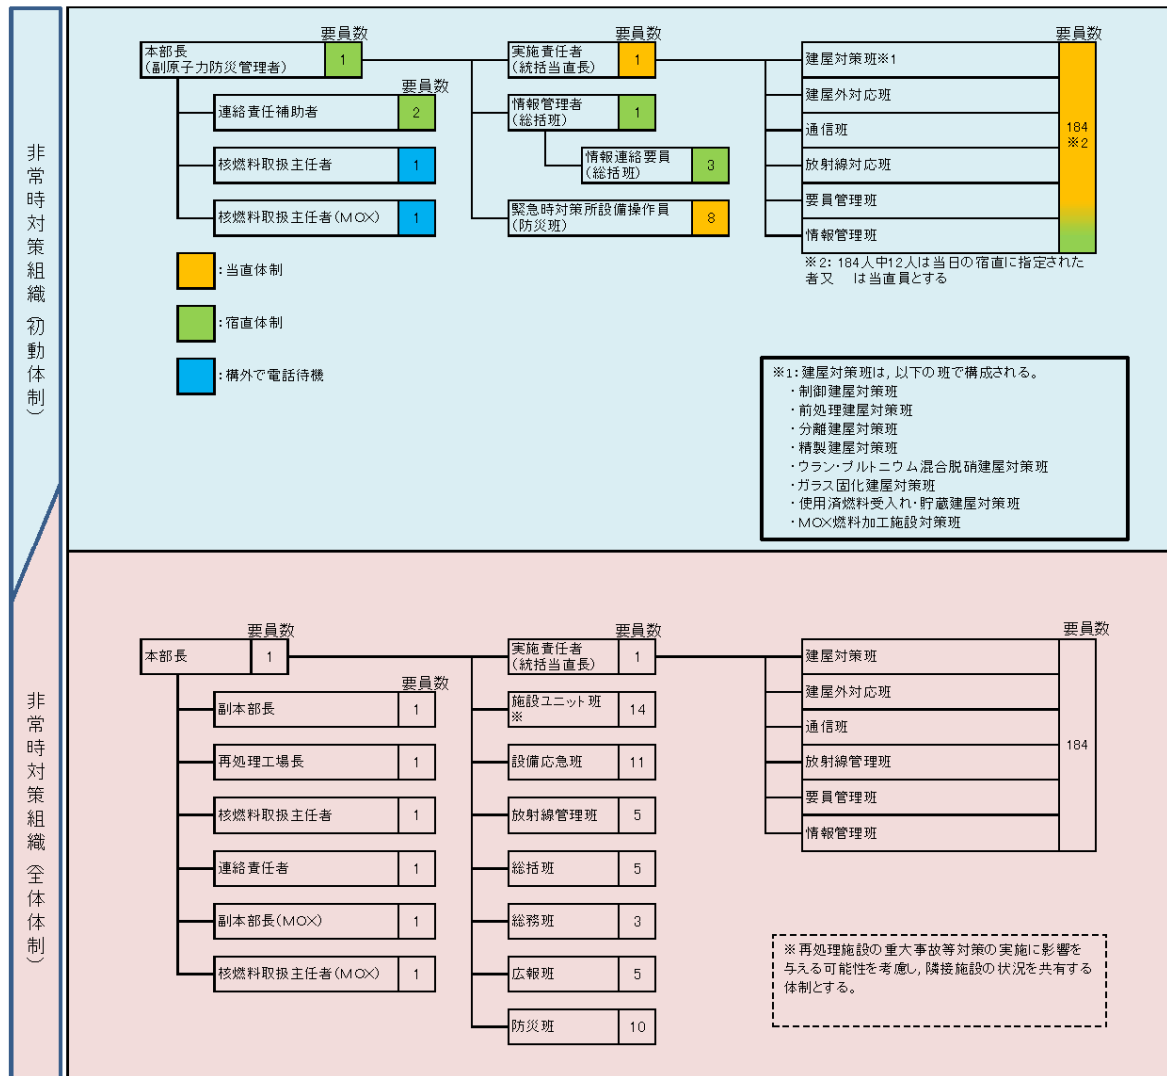 非常時対策組織(初動体制)
要員数
本部長
(副原子力防災管理者)
1
要員数
連絡責任補助者
2
核燃料取扱主任者
1
核燃料取扱主任者(MOX)
1
:当直体制
:宿直体制
:構外で電話待機
要員数
実施責任者
(統括当直長)
1
情報管理者
(総括班)
1
情報連絡要員
(総括班)
3
緊急時対策所設備操作員
(防災班)
8
要員数
建屋対策班※1
建屋外対応班
通信班
放射線対応班
要員管理班
情報管理班
184
※2
※2: 184人中12人は当日の宿直に指定された
者又 は当直員とする
※1:建屋対策班は,以下の班で構成される。
・制御建屋対策班
・前処理建屋対策班
・分離建屋対策班
・精製建屋対策班
・ウラン・プルトニウム混合脱硝建屋対策班
・ガラス固化建屋対策班
・使用済燃料受入れ・貯蔵建屋対策班
・MOX燃料加工施設対策班
非常時対策組織(全体体制)
要員数
本部長
1
要員数
副本部長
1
再処理工場長
1
核燃料取扱主任者
1
連絡責任者
1
副本部長(MOX)
1
核燃料取扱主任者(MOX)
1
要員数
実施責任者
(統括当直長)
1
施設ユニット班
※
14
設備応急班
11
放射線管理班
5
総括班
5
総務班
3
広報班
5
防災班
10
要員数
建屋対策班
建屋外対応班
通信班
放射線管理班
要員管理班
情報管理班
184
※再処理施設の重大事故等対策の実施に影響を
与える可能性を考慮し,隣接施設の状況を共有する
体制とする。